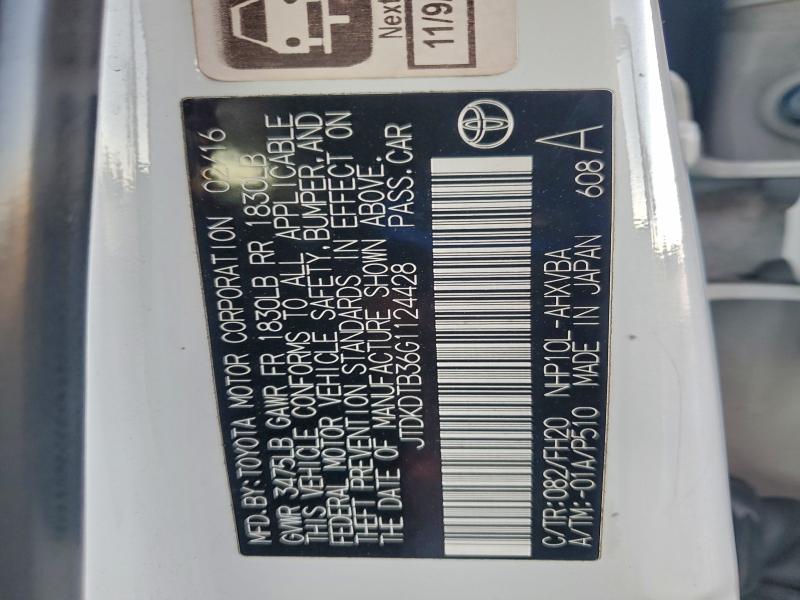 Next
11/9
MFD.BY: TOYOTA MOTOR CORPORATION 02/16
GVWR 3475LB GAWR FR 1830LB RR 1830LB
THIS VEHICLE CONFORMS TO ALL APPLICABLE
FEDERAL MOTOR VEHICLE SAFETY,BUMPER,AND
THEFT PREVENTION STANDARDS IN EFFECT ON
THE DATE OF MANUFACTURE SHOWN ABOVE.
JTDKDTB36G1124428 PASS.CAR
C/TR:082/FH20 NHP10L-AHXVBA 608 A
A/TM:-01A/P510 MADE IN JAPAN